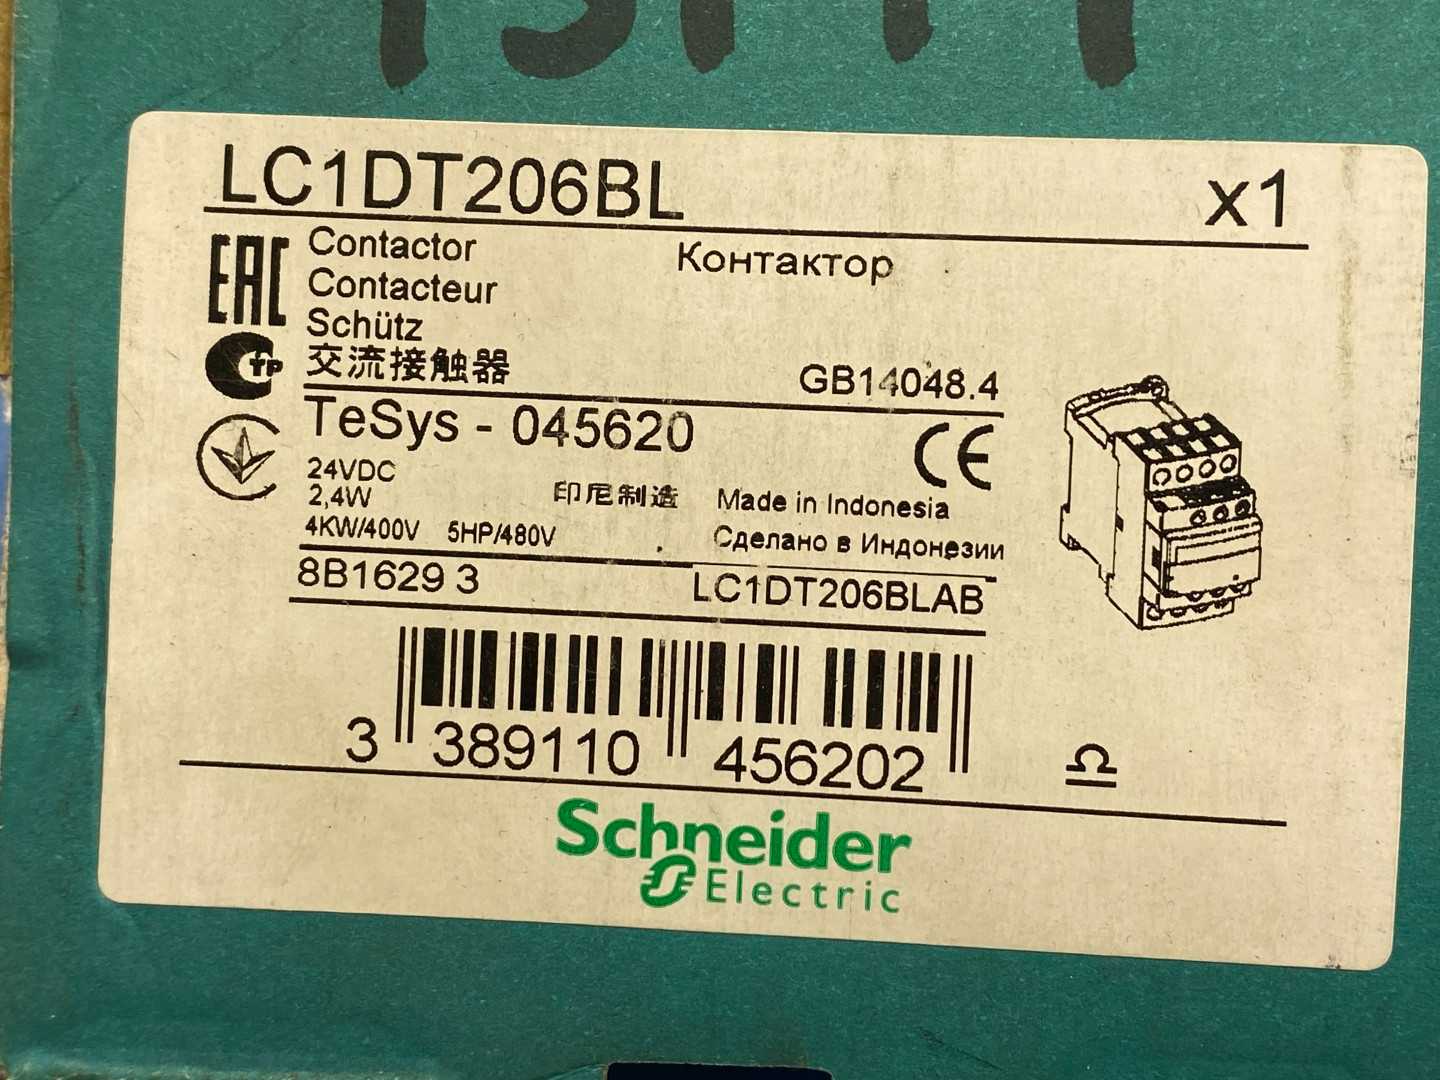 LC1DT206BL x1
EAC
Contactor Контактор
Contacteur
Schütz
交流接触器 GB14048.4
TeSys - 045620
CE
24VDC
2,4W 印尼制造 Made in Indonesia
4KW/400V 5HP/480V Сделано в Индонезии
8B1629 3 LC1DT206BLAB
3 389110 456202
Schneider
Electric